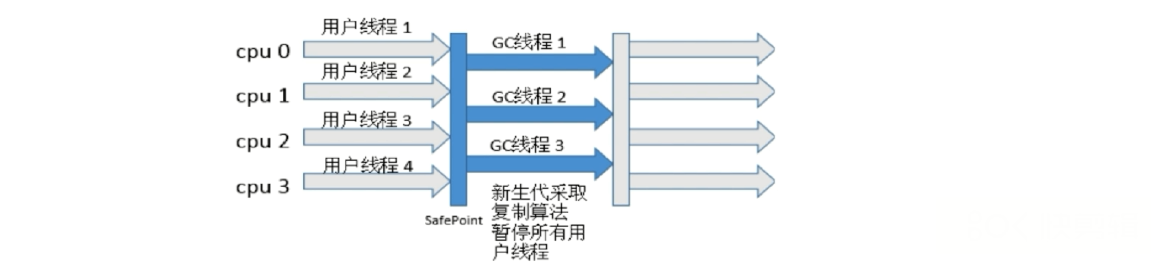 用户线程 1
cpu 0
GC线程 1
用户线程 2
cpu 1
GC线程 2
用户线程 3
cpu 2
GC线程 3
用户线程 4
cpu 3
SafePoint
新生代采取
复制算法
暂停所有用
户线程